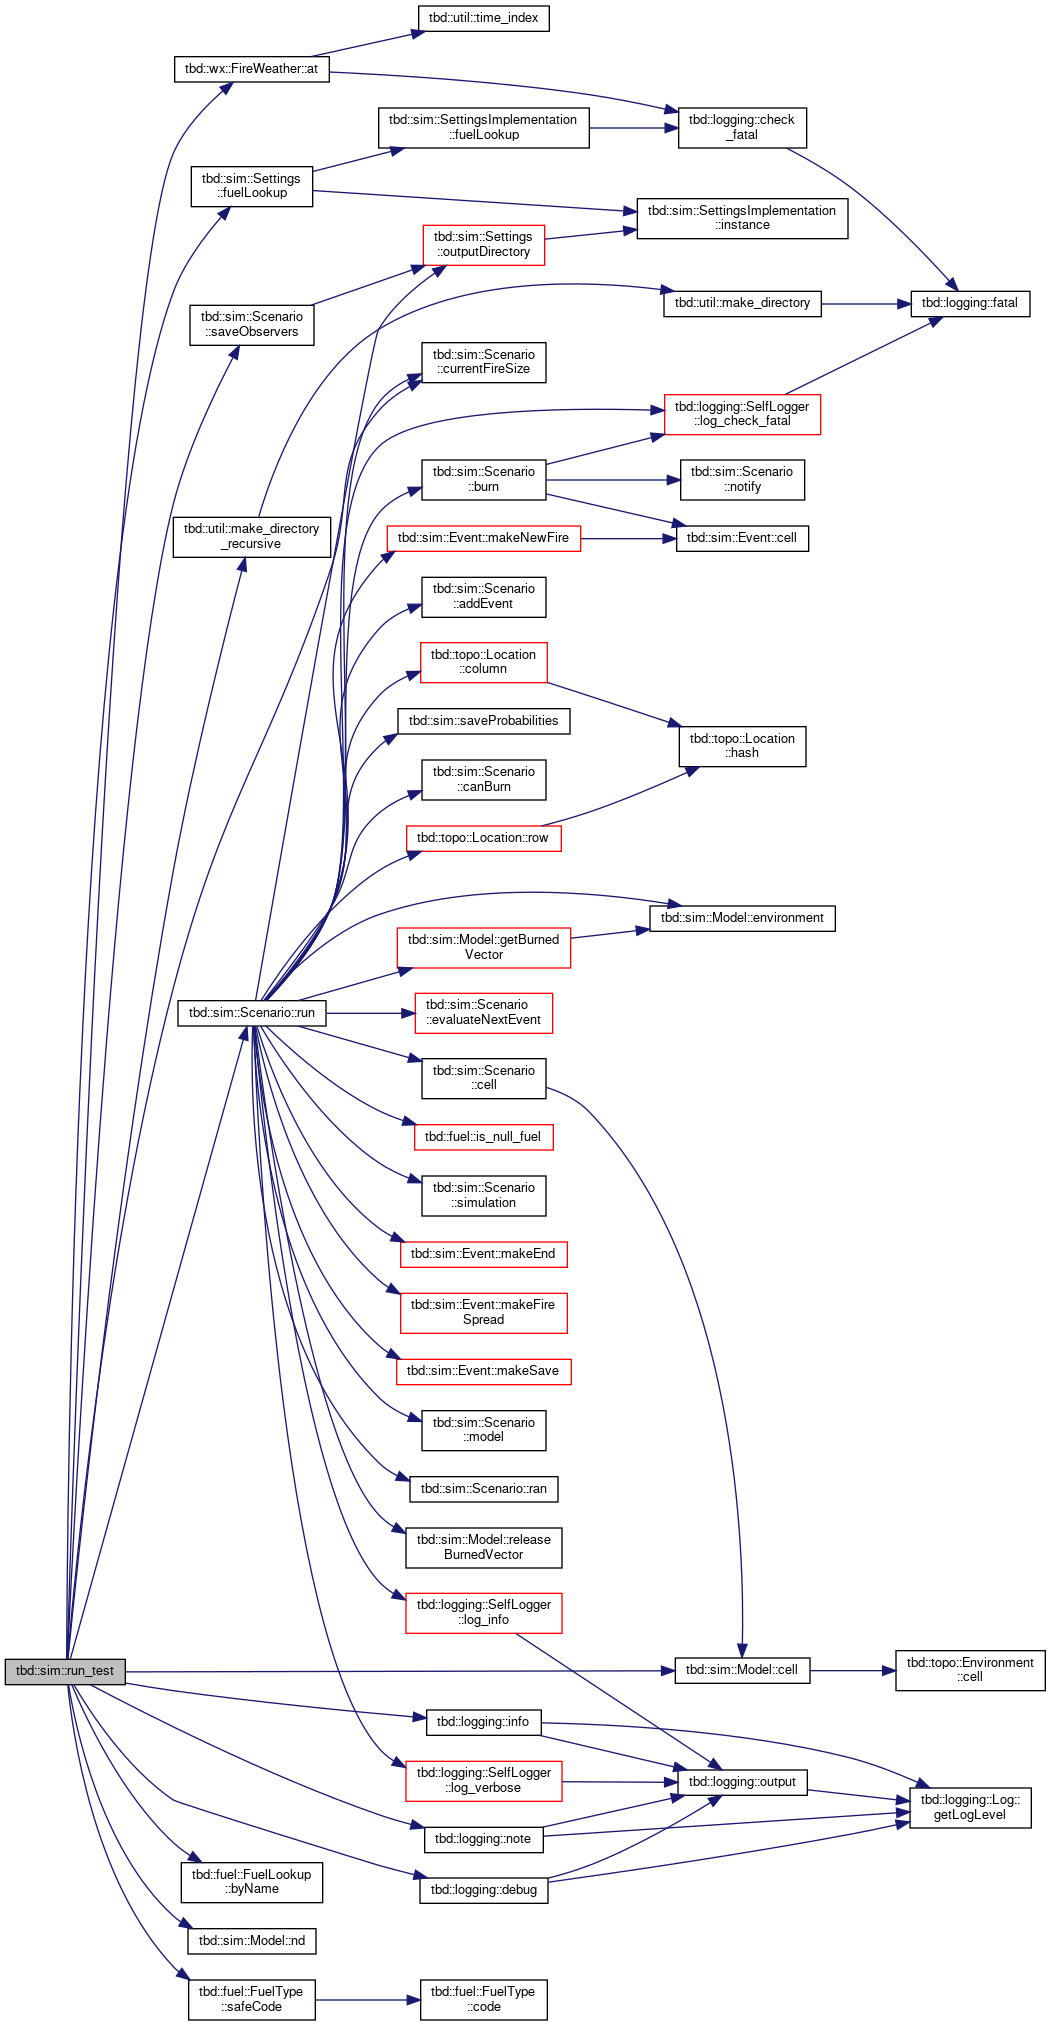 tbd::util::time_index
tbd::wx::FireWeather::at
tbd::sim::SettingsImplementation
::fuelLookup
tbd::logging::check
_fatal
tbd::sim::Settings
::fuelLookup
tbd::sim::SettingsImplementation
::instance
tbd::sim::Settings
::outputDirectory
tbd::util::make_directory
tbd::logging::fatal
tbd::sim::Scenario
::saveObservers
tbd::sim::Scenario
::currentFireSize
tbd::logging::SelfLogger
::log_check_fatal
tbd::sim::Scenario
::burn
tbd::sim::Scenario
::notify
tbd::util::make_directory
_recursive
tbd::sim::Event::makeNewFire
tbd::sim::Event::cell
tbd::sim::Scenario
::addEvent
tbd::topo::Location
::column
tbd::sim::saveProbabilities
tbd::topo::Location
::hash
tbd::sim::Scenario
::canBurn
tbd::topo::Location::row
tbd::sim::Model::environment
tbd::sim::Model::getBurned
Vector
tbd::sim::Scenario::run
tbd::sim::Scenario
::evaluateNextEvent
tbd::sim::Scenario
::cell
tbd::fuel::is_null_fuel
tbd::sim::Scenario
::simulation
tbd::sim::Event::makeEnd
tbd::sim::Event::makeFire
Spread
tbd::sim::Event::makeSave
tbd::sim::Scenario
::model
tbd::sim::Scenario::ran
tbd::sim::Model::release
BurnedVector
tbd::logging::SelfLogger
::log_info
tbd::sim::run_test
tbd::sim::Model::cell
tbd::topo::Environment
::cell
tbd::logging::info
tbd::logging::SelfLogger
::log_verbose
tbd::logging::output
tbd::logging::Log::
getLogLevel
tbd::logging::note
tbd::logging::debug
tbd::fuel::FuelLookup
::byName
tbd::sim::Model::nd
tbd::fuel::FuelType
::safeCode
tbd::fuel::FuelType
::code